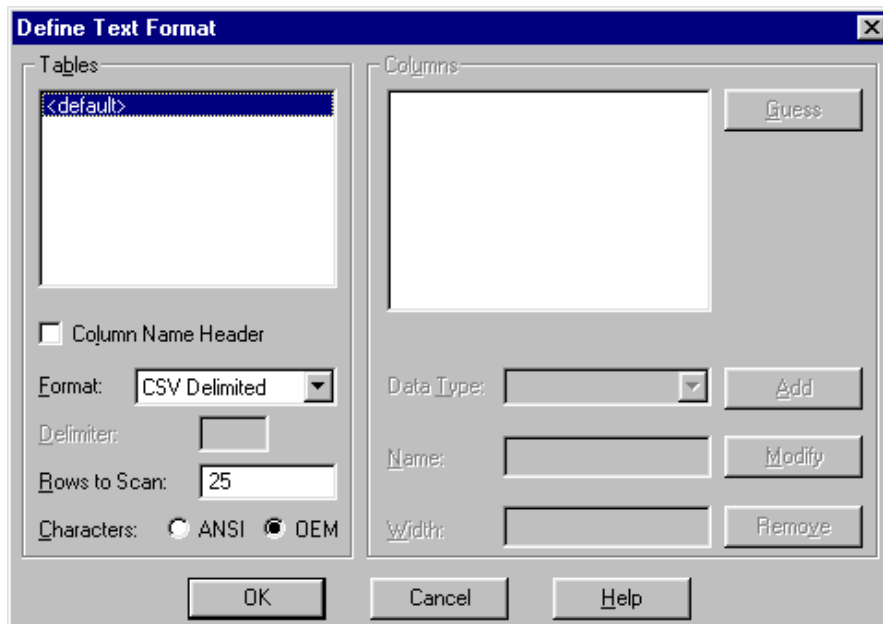 Define Text Format
Tables
<default>
Column Name Header
Format: CSV Delimited
Delimiter:
Rows to Scan: 25
Characters: ANSI OEM
Columns
Guess
Data Type: Add
Name: Modify
Width: Remove
OK Cancel Help